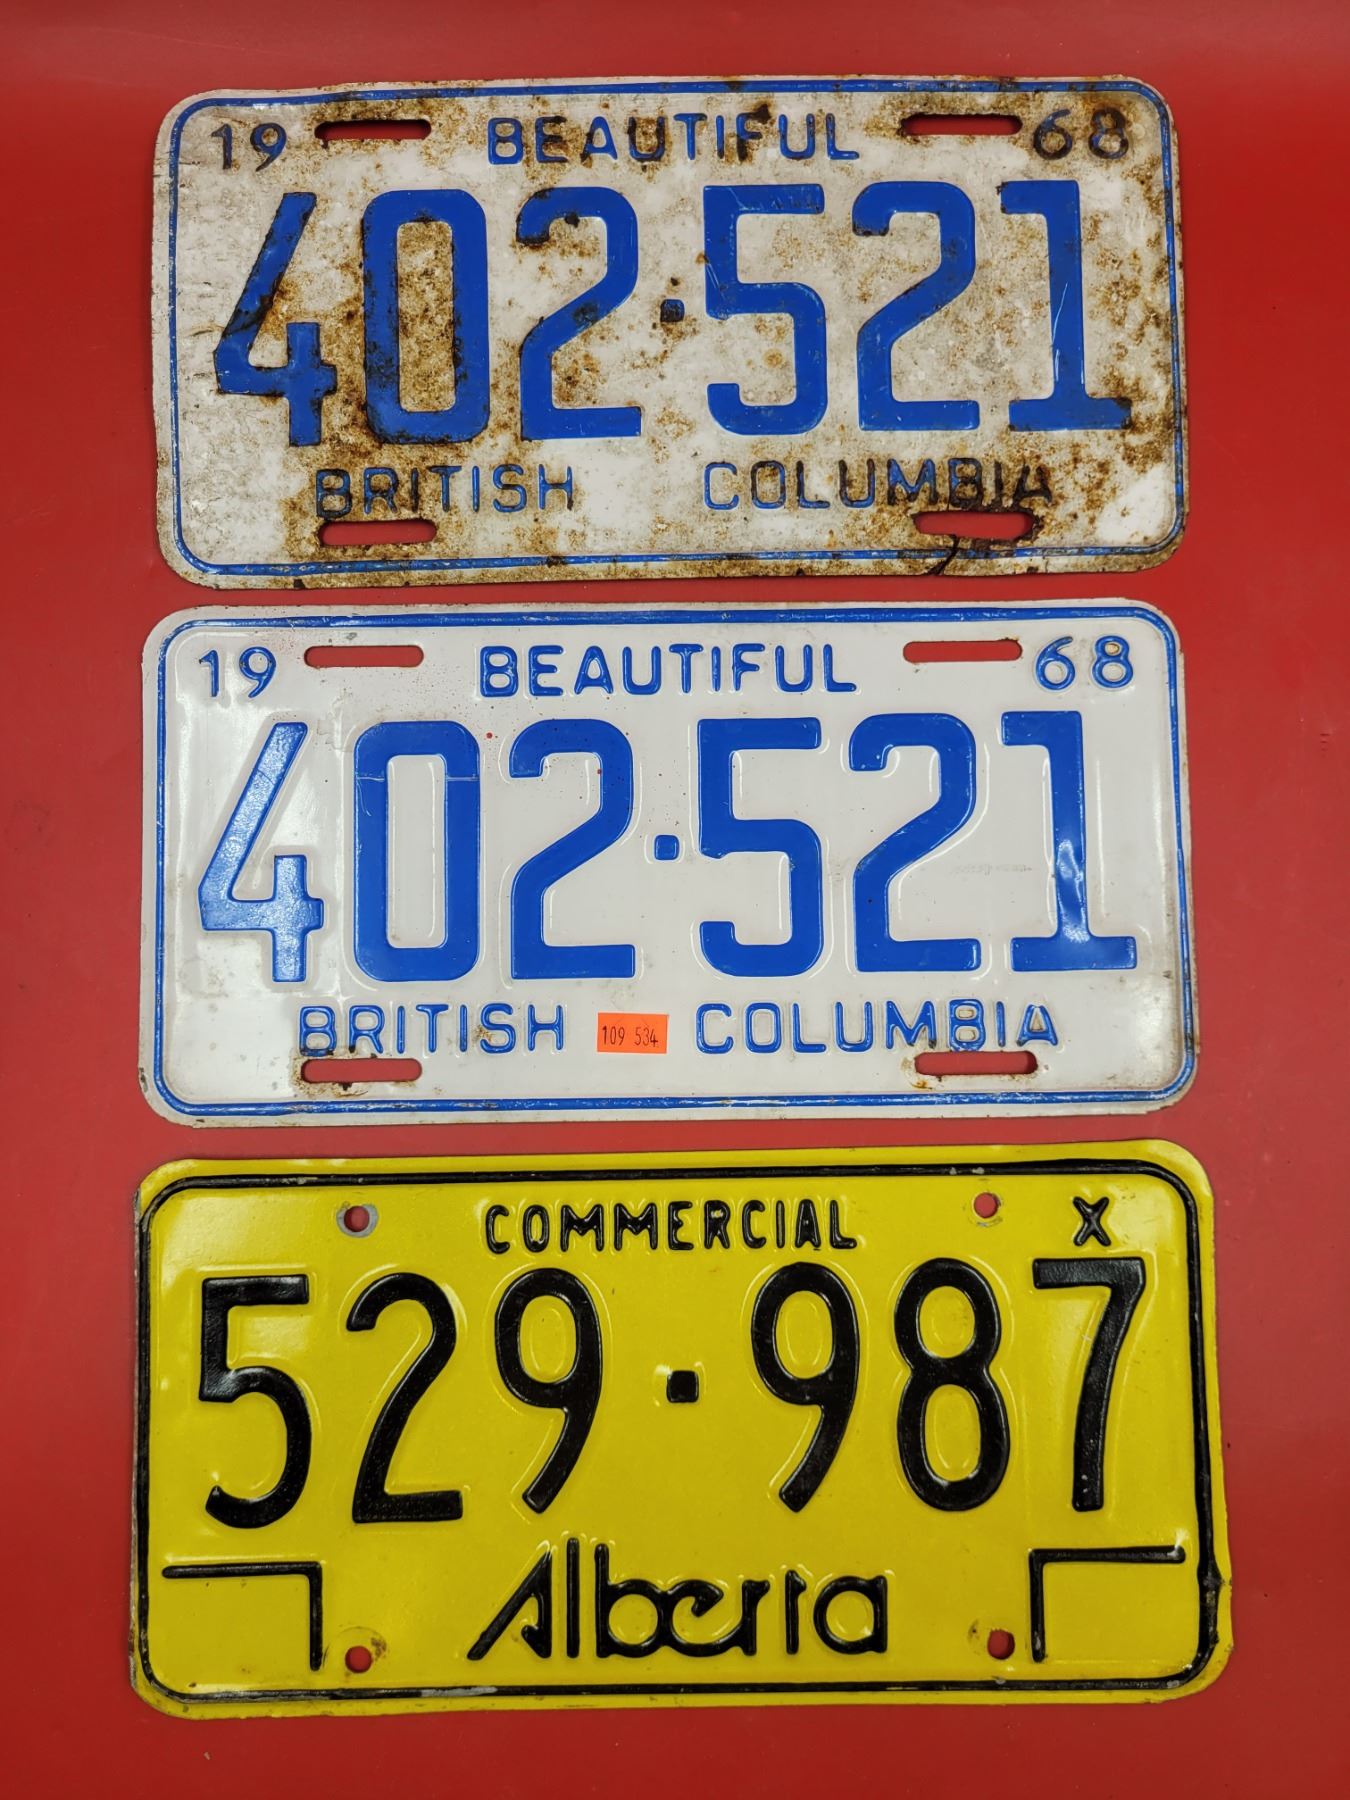 19 BEAUTIFUL 68
402·521
BRITISH COLUMBIA
19 BEAUTIFUL 68
402·521
BRITISH 109 534 COLUMBIA
COMMERCIAL X
529·987
Alberta